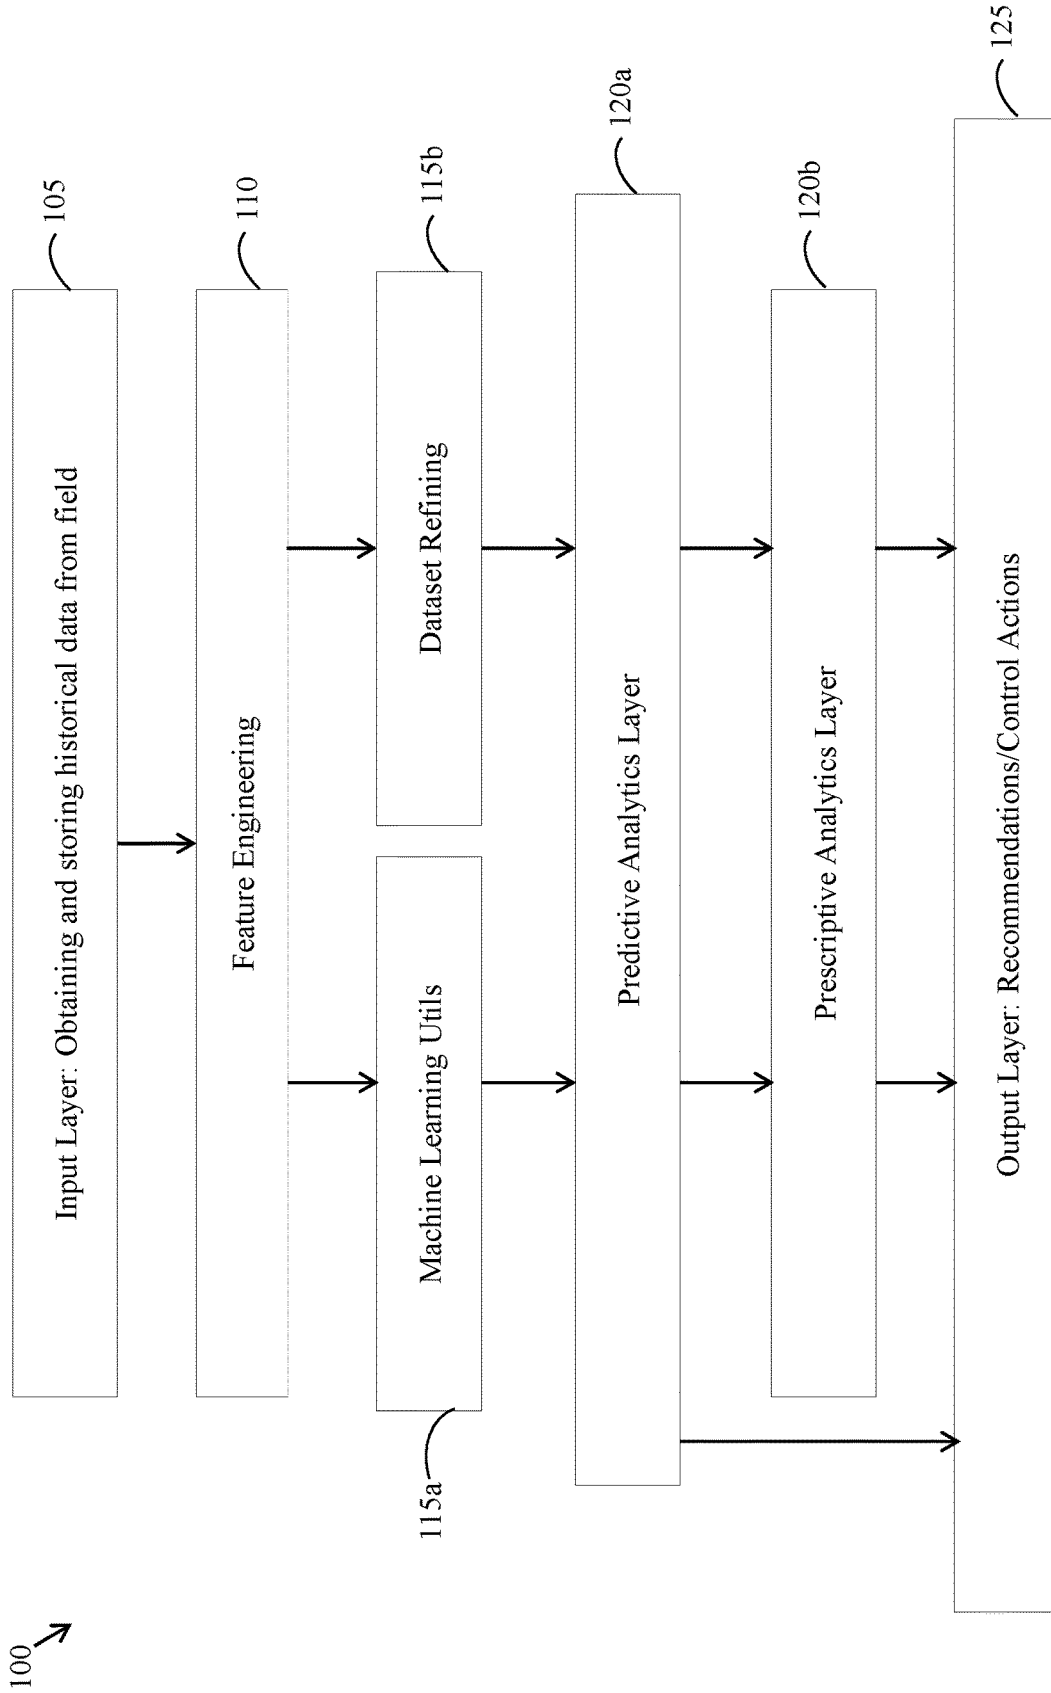 100
Input Layer: Obtaining and storing historical data from field
105
Feature Engineering
110
115a
Machine Learning Utils
Dataset Refining
115b
Predictive Analytics Layer
120a
Prescriptive Analytics Layer
120b
Output Layer: Recommendations/Control Actions
125